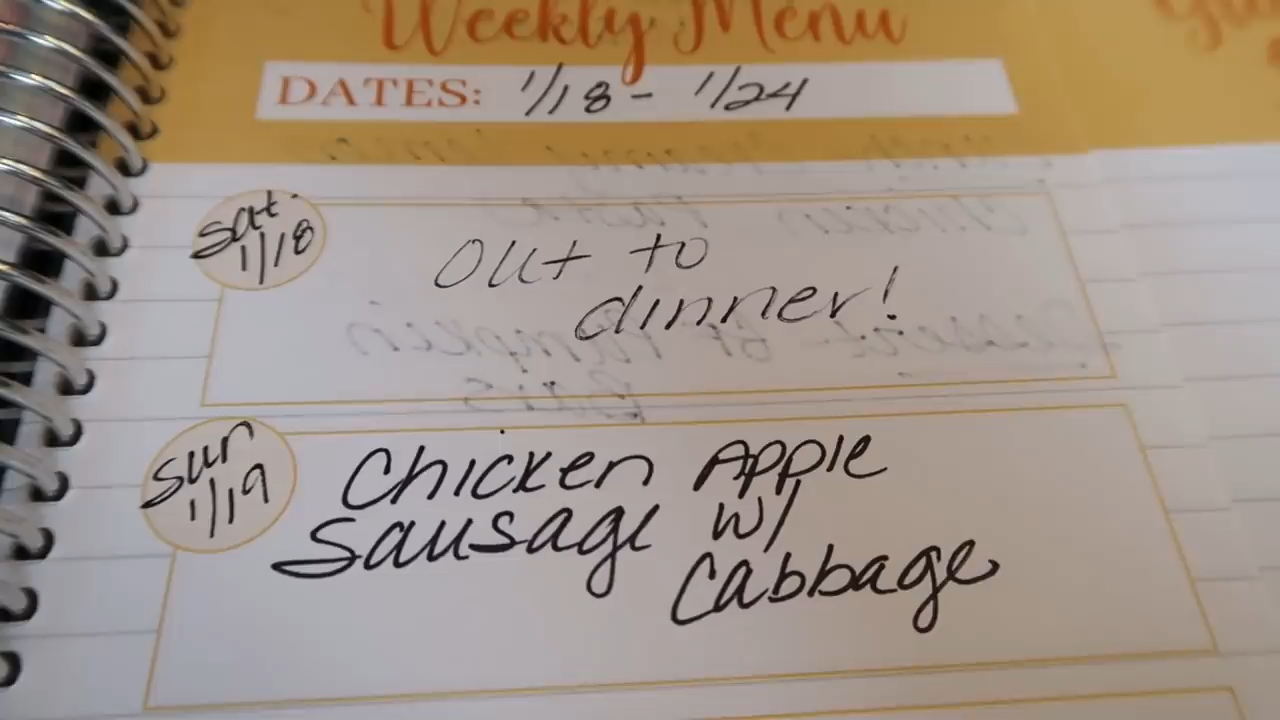 Weekly Menu
DATES: 1/18 - 1/24
Sat.
1/18
Out to
dinner!
Sun
1/19
Chicken Apple
Sausage w/
Cabbage